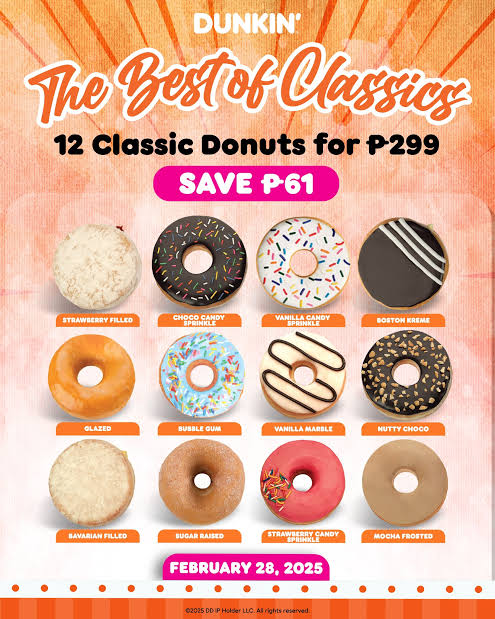 DUNKIN'
The Best of Classics
12 Classic Donuts for ₱299
SAVE ₱61
STRAWBERRY FILLED
CHOCO CANDY
SPRINKLE
VANILLA CANDY
SPRINKLE
BOSTON KREME
GLAZED
BUBBLE GUM
VANILLA MARBLE
NUTTY CHOCO
BAVARIAN FILLED
SUGAR RAISED
STRAWBERRY CANDY
SPRINKLE
MOCHA FROSTED
FEBRUARY 28, 2025
©2025 DD IP Holder LLC. All rights reserved.